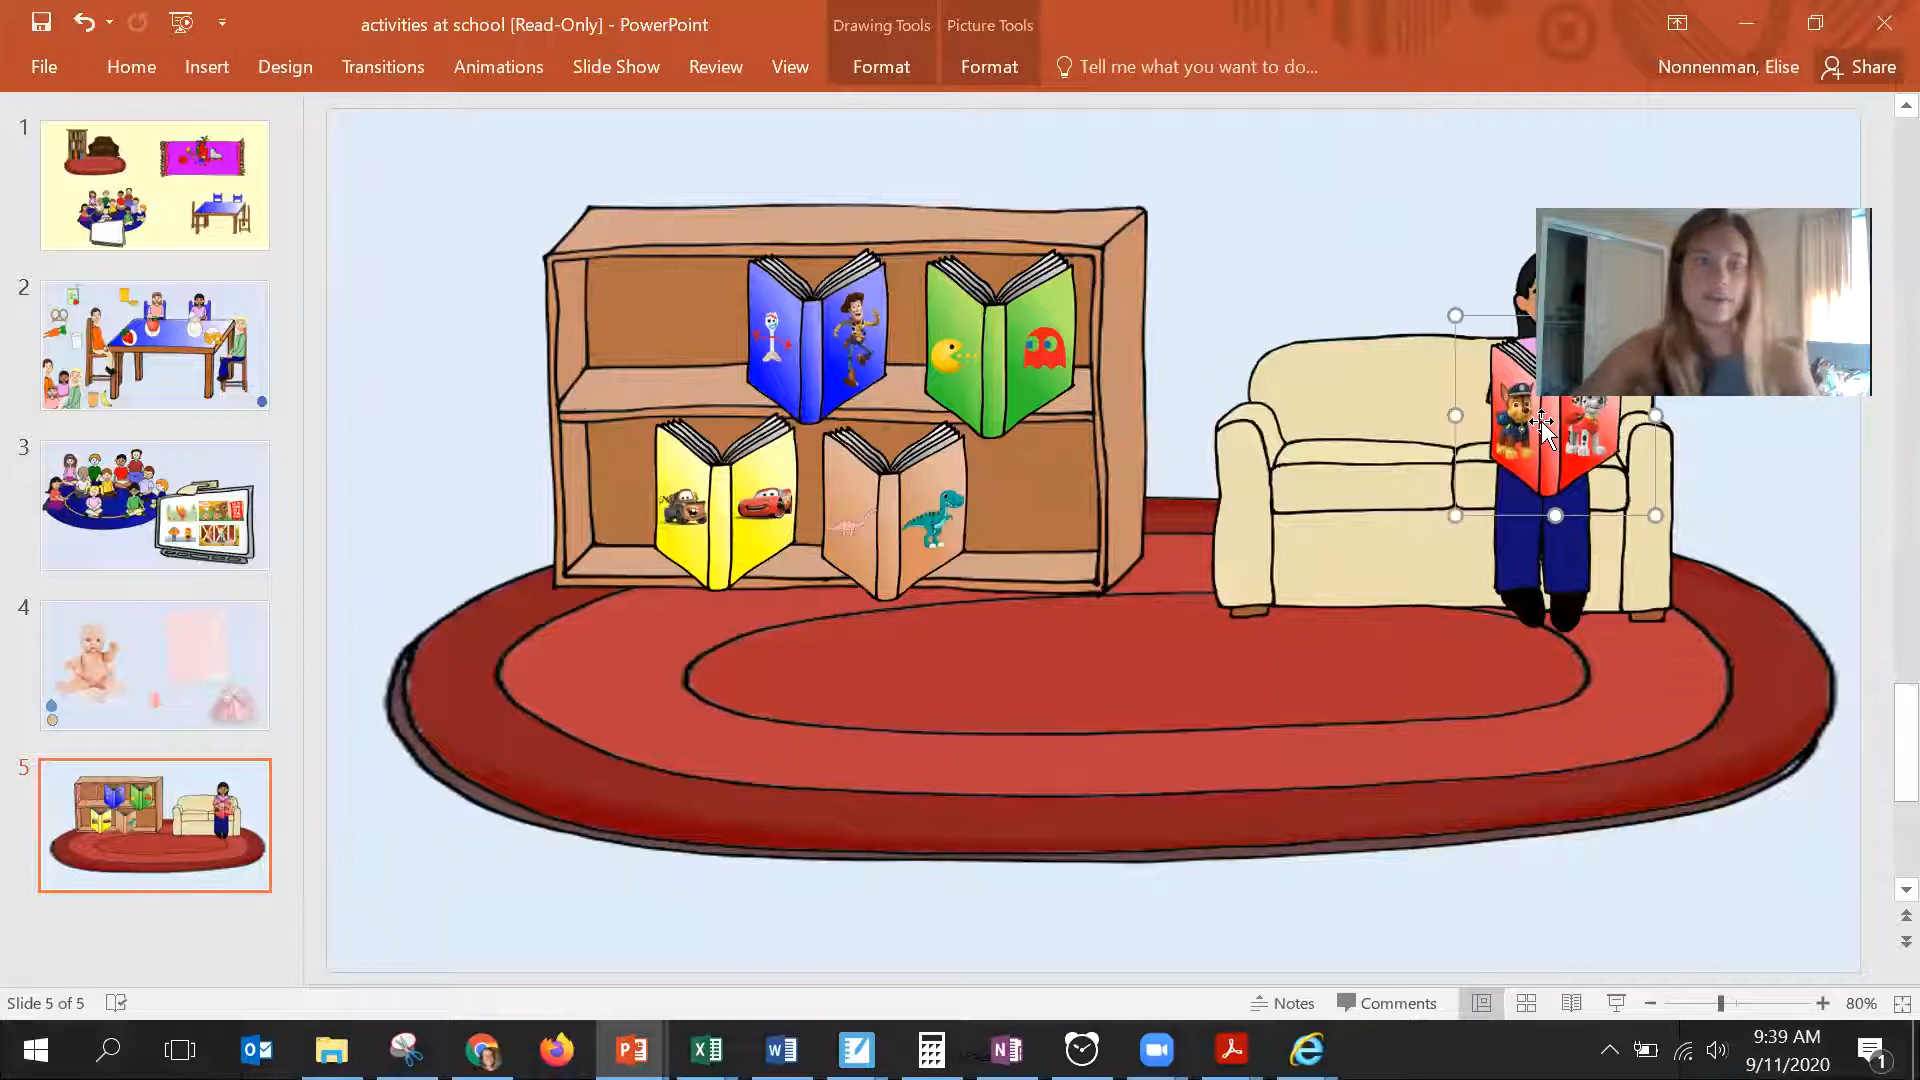 activities at school [Read-Only] - PowerPoint
Drawing Tools
Picture Tools
File
Home
Insert
Design
Transitions
Animations
Slide Show
Review
View
Format
Format
Tell me what you want to do...
Nonnenman, Elise
Share
1
2
3
4
5
Slide 5 of 5
Notes
Comments
80%
9:39 AM
9/11/2020
1